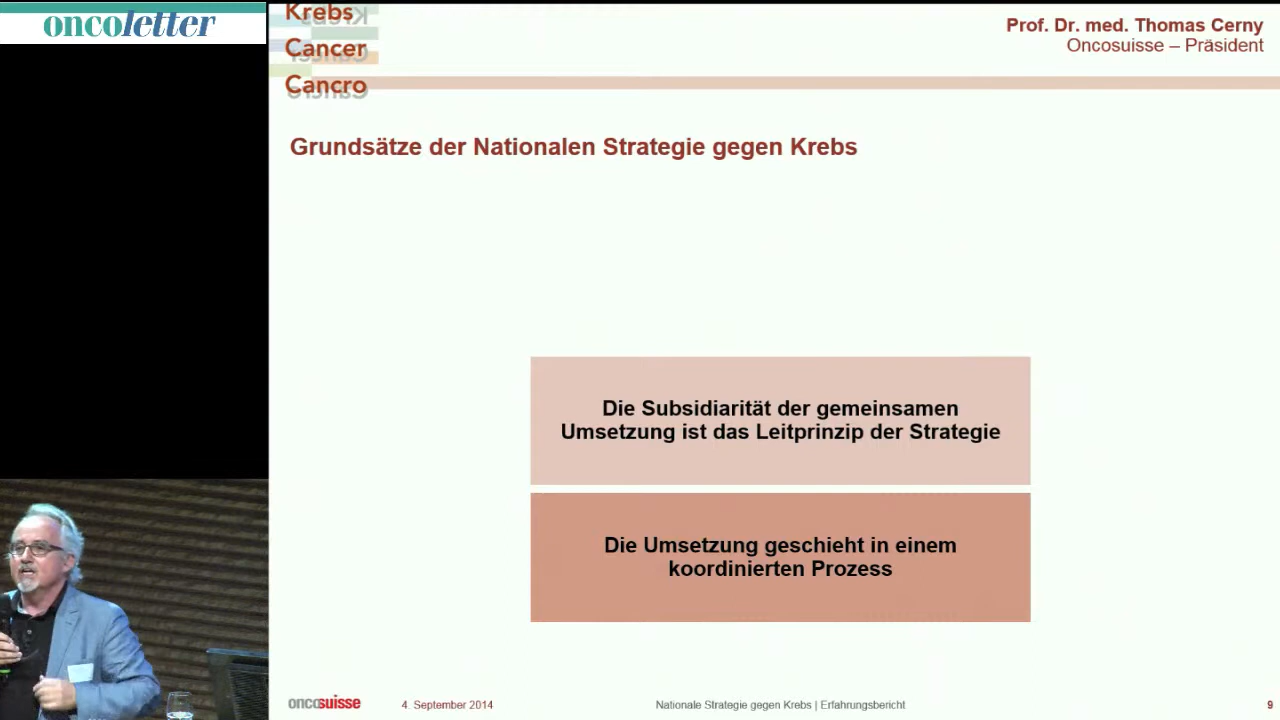 oncoletter
Krebs
Cancer
Cancro
Prof. Dr. med. Thomas Cerny
Oncosuisse – Präsident
Grundsätze der Nationalen Strategie gegen Krebs
Die Subsidiarität der gemeinsamen
Umsetzung ist das Leitprinzip der Strategie
Die Umsetzung geschieht in einem
koordinierten Prozess
oncosuisse
4. September 2014
Nationale Strategie gegen Krebs | Erfahrungsbericht
9